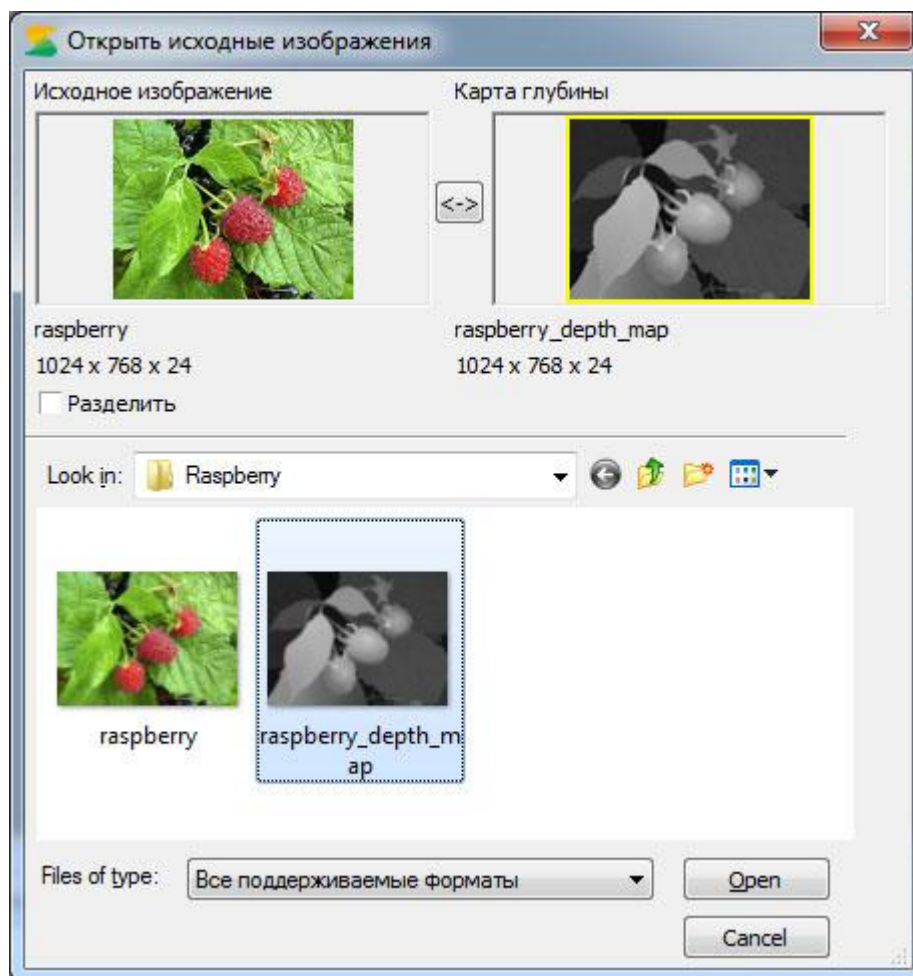 Открыть исходные изображения
Исходное изображение
Карта глубины
<->
raspberry
raspberry_depth_map
1024 x 768 x 24
1024 x 768 x 24
Разделить
Look in:
Raspberry
raspberry
raspberry_depth_m
ap
Files of type:
Все поддерживаемые форматы
Open
Cancel